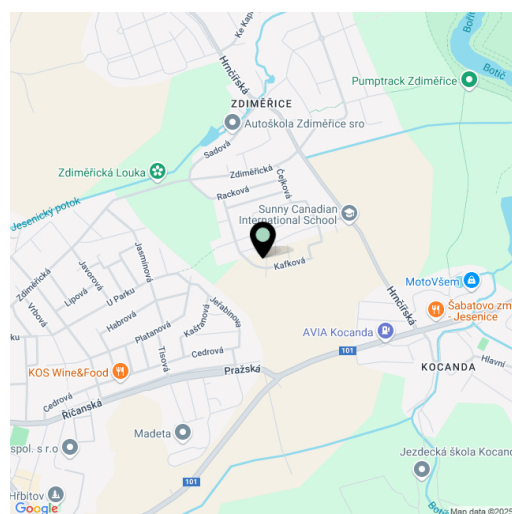 Ke Kap
Hrnčířská
Botič
Pumptrack Zdiměřice
ZDIMĚŘICE
Autoškola Zdiměřice sro
Sadová
Zdiměřická Louka
Zdiměřická
Čejková
Racková
Jesenický potok
Sunny Canadian
International School
Kafková
Jasmínová
Javorová
Zdiměřická
Lipová
U Parku
Vrbová
Habrová
Platanová
Kaštanová
Jeřabinová
Tisová
Cedrová
Hrnčířská
MotoVšem
Šabatovo zm
- Jesenice
AVIA Kocanda
101
KOCANDA
Hlavní
KOS Wine&Food
Pražská
Cedrová
Říčanská
Madeta
spol. s r.o
Jezdecká škola Kocanda
101
Hřbitov
Google
Map data ©2025